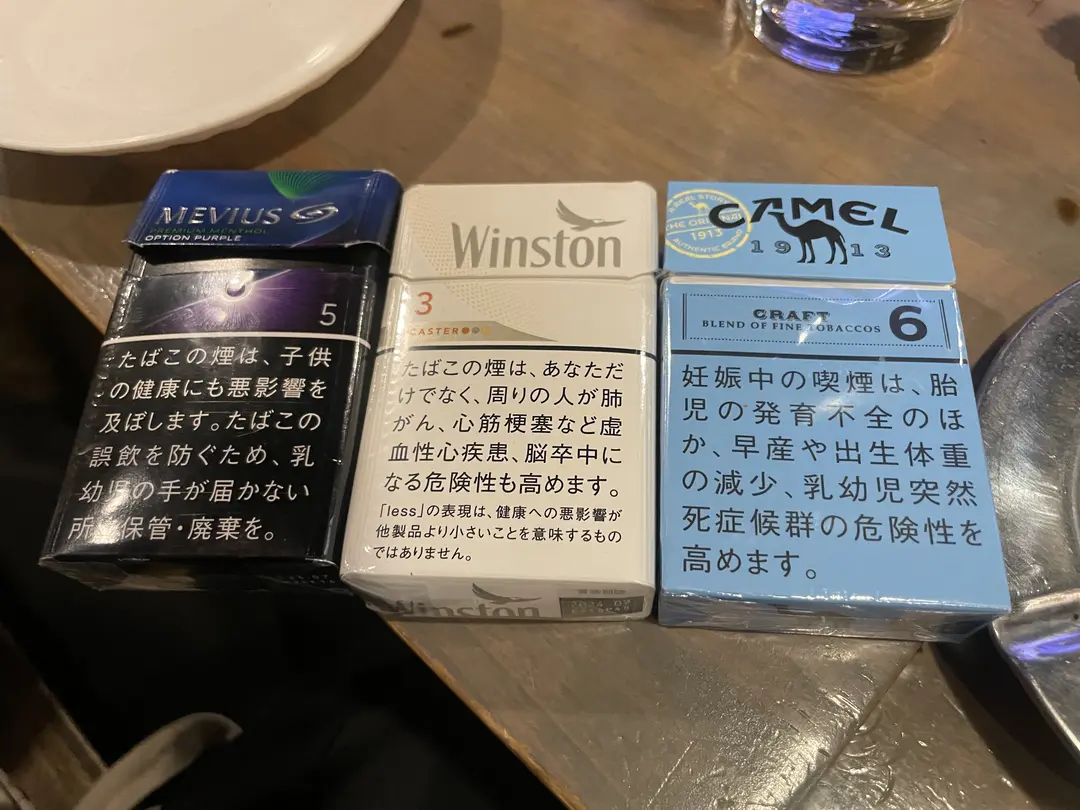 MEVIUS
PREMIUM MENTHOL
OPTION PURPLE
5
たばこの煙は、子供
の健康にも悪影響を
及ぼします。たばこの
誤飲を防ぐため、乳
幼児の手が届かない
所 保管・廃棄を。
Winston
3
CASTER
たばこの煙は、あなただ
けでなく、周りの人が肺
がん、心筋梗塞など虚
血性心疾患、脳卒中に
なる危険性も高めます。
「less」の表現は、健康への悪影響が
他製品より小さいことを意味するもの
ではありません。
Winston
CAMEL
1913
THE ORIGINAL
1913
AUTHENTIC BLEND
CRAFT
BLEND OF FINE TOBACCOS
6
妊娠中の喫煙は、胎
児の発育不全のほ
か、早産や出生体重
の減少、乳幼児突然
死症候群の危険性を
高めます。